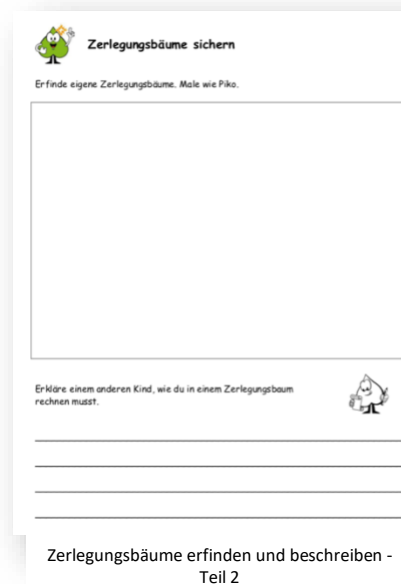 Zerlegungsbäume sichern
Erfinde eigene Zerlegungsbäume. Male wie Piko.
Erkläre einem anderen Kind, wie du in einem Zerlegungsbaum
rechnen musst.
Zerlegungsbäume erfinden und beschreiben -
Teil 2